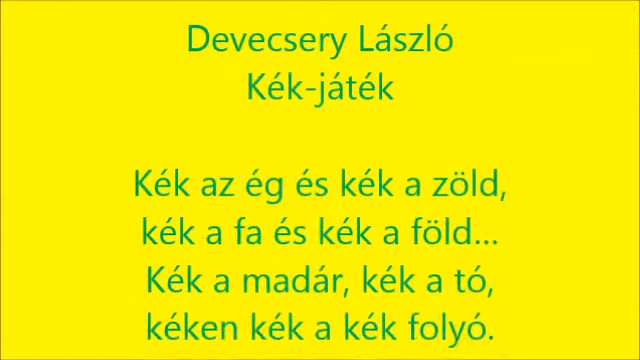 Devecsery László
Kék-játék
Kék az ég és kék a zöld,
kék a fa és kék a föld...
Kék a madár, kék a tó,
kéken kék a kék folyó.